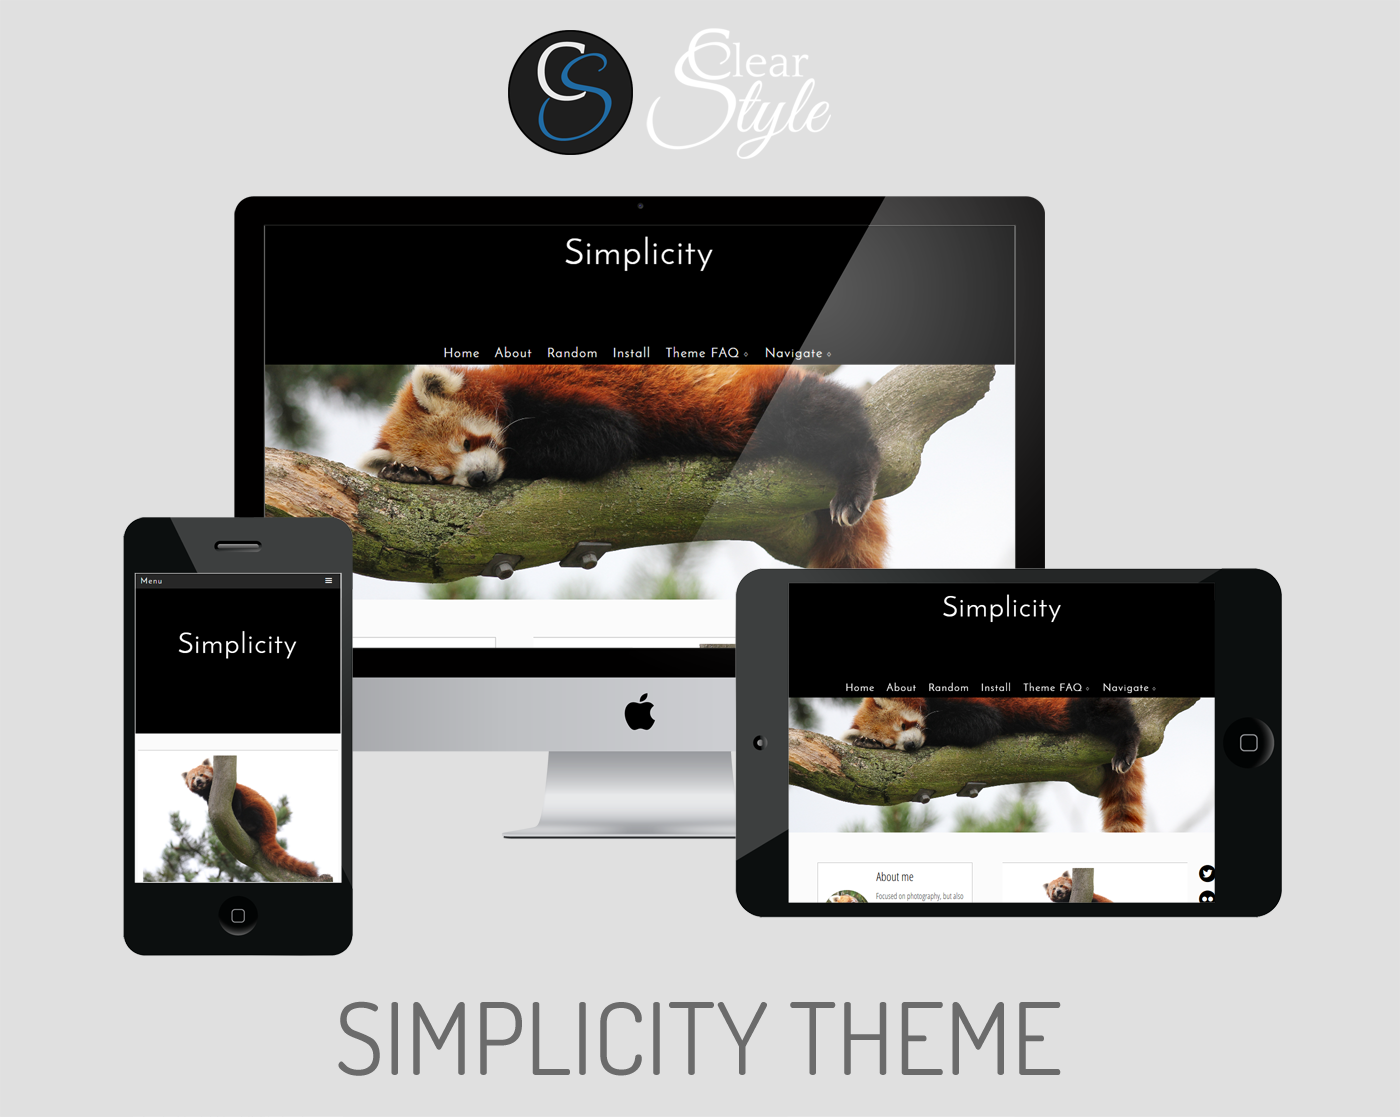 CS
Clear
Style
Simplicity
Home About Random Install Theme FAQ ◊ Navigate ◊
Menu
Simplicity
Simplicity
Home About Random Install Theme FAQ ◊ Navigate ◊
About me
Focused on photography, but also
SIMPLICITY THEME